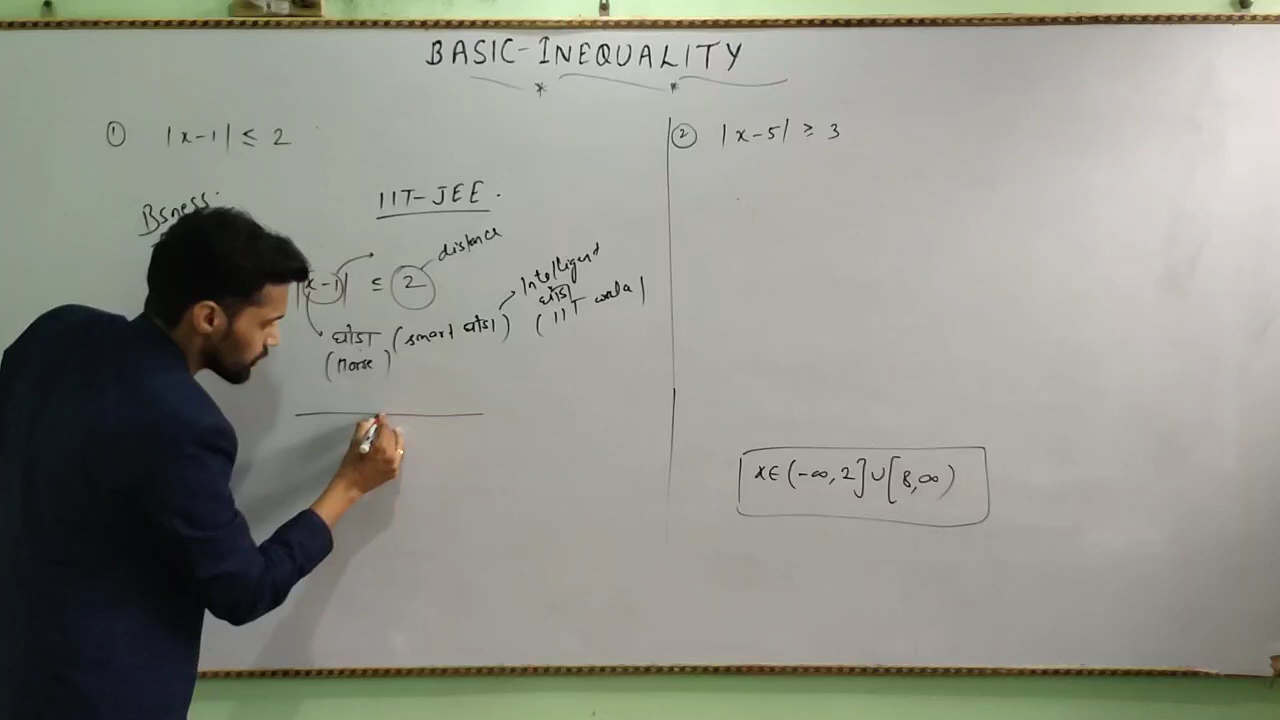 BASIC-INEQUALITY
① |x-1| ≤ 2
Bsness
IIT-JEE.
|x-1| ≤ 2
distance
घोडा (smart घोडा)
(Horse)
Intelligent
घोडा
(IIT wala)
② |x-5| ≥ 3
x∈(-∞,2]∪[8,∞)